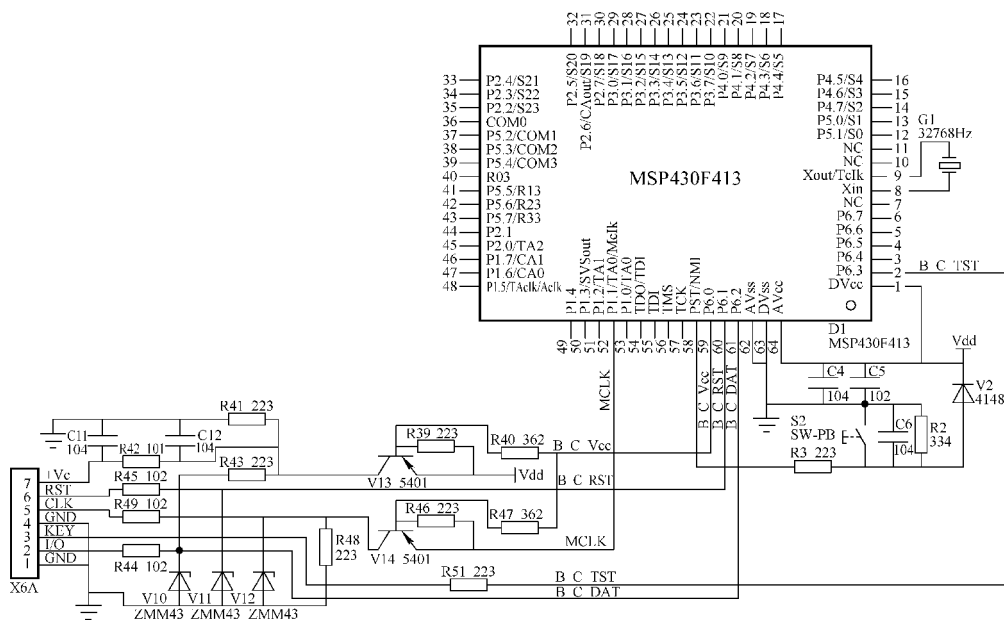 32 31 30 29 28 27 26 25 24 23 22 21 20 19 18 17
P2.5/S20
P2.6/CAout/S19
P2.7/S18
P3.0/S17
P3.1/S16
P3.2/S15
P3.3/S14
P3.4/S13
P3.5/S12
P3.6/S11
P3.7/S10
P4.0/S9
P4.1/S8
P4.2/S7
P4.3/S6
P4.4/S5
33 P2.4/S21
34 P2.3/S22
35 P2.2/S23
36 COM0
37 P5.2/COM1
38 P5.3/COM2
39 P5.4/COM3
40 R03
41 P5.5/R13
42 P5.6/R23
43 P5.7/R33
44 P2.1
45 P2.0/TA2
46 P1.7/CA1
47 P1.6/CA0
48 P1.5/TAclk/Aclk
MSP430F413
P4.5/S4 16
P4.6/S3 15
P4.7/S2 14
P5.0/S1 13
P5.1/S0 12
NC 11
NC 10
Xout/Tclk 9
Xin 8
NC 7
P6.7 6
P6.6 5
P6.5 4
P6.4 3
P6.3 2
DVcc 1
G1
32768Hz
B C TST
P1.4
P1.3/SVSout
P1.2/TA1
P1.1/TA0/Mclk
P1.0/TA0
TDO/TDI
TDI
TMS
TCK
PST/NMI
P6.0
P6.1
P6.2
AVss
DVss
AVcc
49 50 51 52 53 54 55 56 57 58 59 60 61 62 63 64
D1
MSP430F413
MCLK
B C Vcc
B C RST
B C DAT
Vdd
C4
104
C5
102
V2
4148
S2
SW-PB
C6
104
R2
334
R3 223
R41 223
C11
104
R42 101
C12
104
R43 223
R39 223
R40 362
B C Vcc
V13 5401
Vdd
B C RST
R46 223
R47 362
V14 5401
MCLK
7 +Vc
6 RST
5 CLK
4 GND
3 KEY
2 I/O
1 GND
X6A
R45 102
R49 102
R44 102
R48
223
R51 223
B C TST
B C DAT
V10 V11 V12
ZMM43 ZMM43 ZMM43